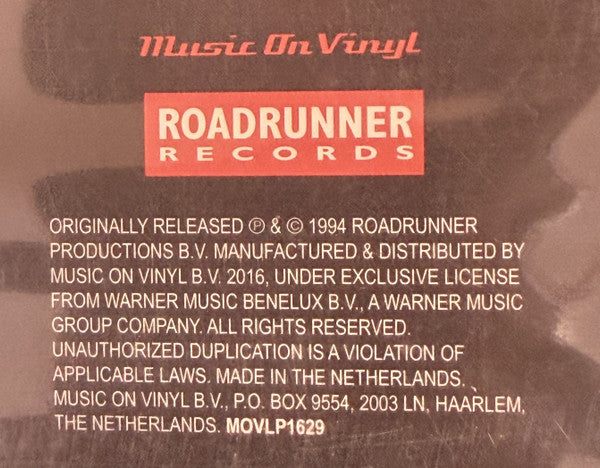 Music On Vinyl
ROADRUNNER
RECORDS
ORIGINALLY RELEASED ℗ & © 1994 ROADRUNNER
PRODUCTIONS B.V. MANUFACTURED & DISTRIBUTED BY
MUSIC ON VINYL B.V. 2016, UNDER EXCLUSIVE LICENSE
FROM WARNER MUSIC BENELUX B.V., A WARNER MUSIC
GROUP COMPANY. ALL RIGHTS RESERVED.
UNAUTHORIZED DUPLICATION IS A VIOLATION OF
APPLICABLE LAWS. MADE IN THE NETHERLANDS.
MUSIC ON VINYL B.V., P.O. BOX 9554, 2003 LN, HAARLEM,
THE NETHERLANDS. MOVLP1629